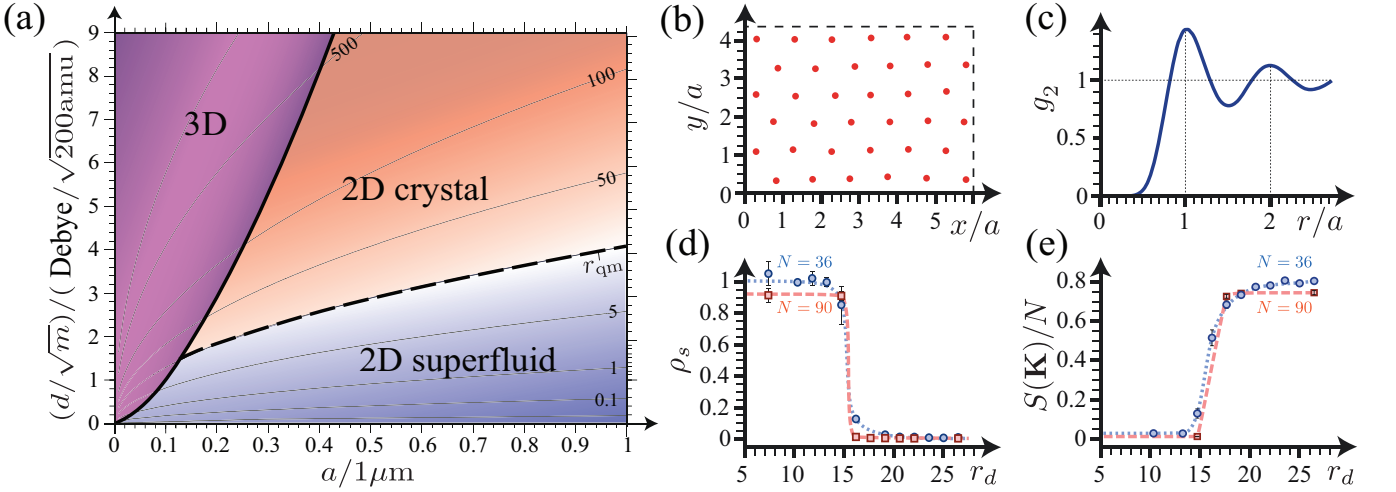 (a)
(d/√m)/(Debye/√200amu)
9
8
7
6
5
4
3
2
1
0
3D
2D crystal
2D superfluid
500
100
50
r_qm
5
1
0.1
0 0.1 0.2 0.3 0.4 0.5 0.6 0.7 0.8 0.9 1
a/1μm
(b)
y/a
4
3
2
1
0
0 1 2 3 4 5 x/a
(c)
g₂
1
0.5
0
0 1 2 r/a
(d)
ρₛ
N = 36
N = 90
1
0.8
0.6
0.4
0.2
0
5 10 15 20 25 r_d
(e)
S(K)/N
N = 36
N = 90
0.8
0.6
0.4
0.2
0
5 10 15 20 25 r_d